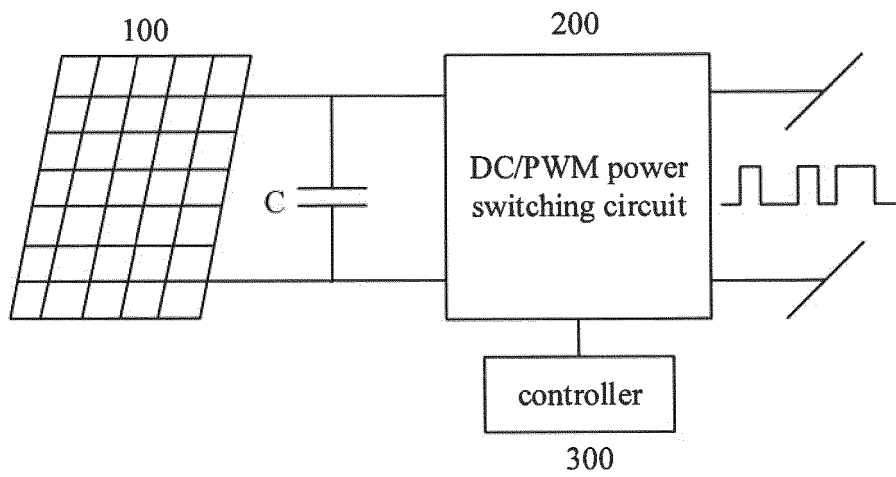 100
200
C
DC/PWM power
switching circuit
controller
300